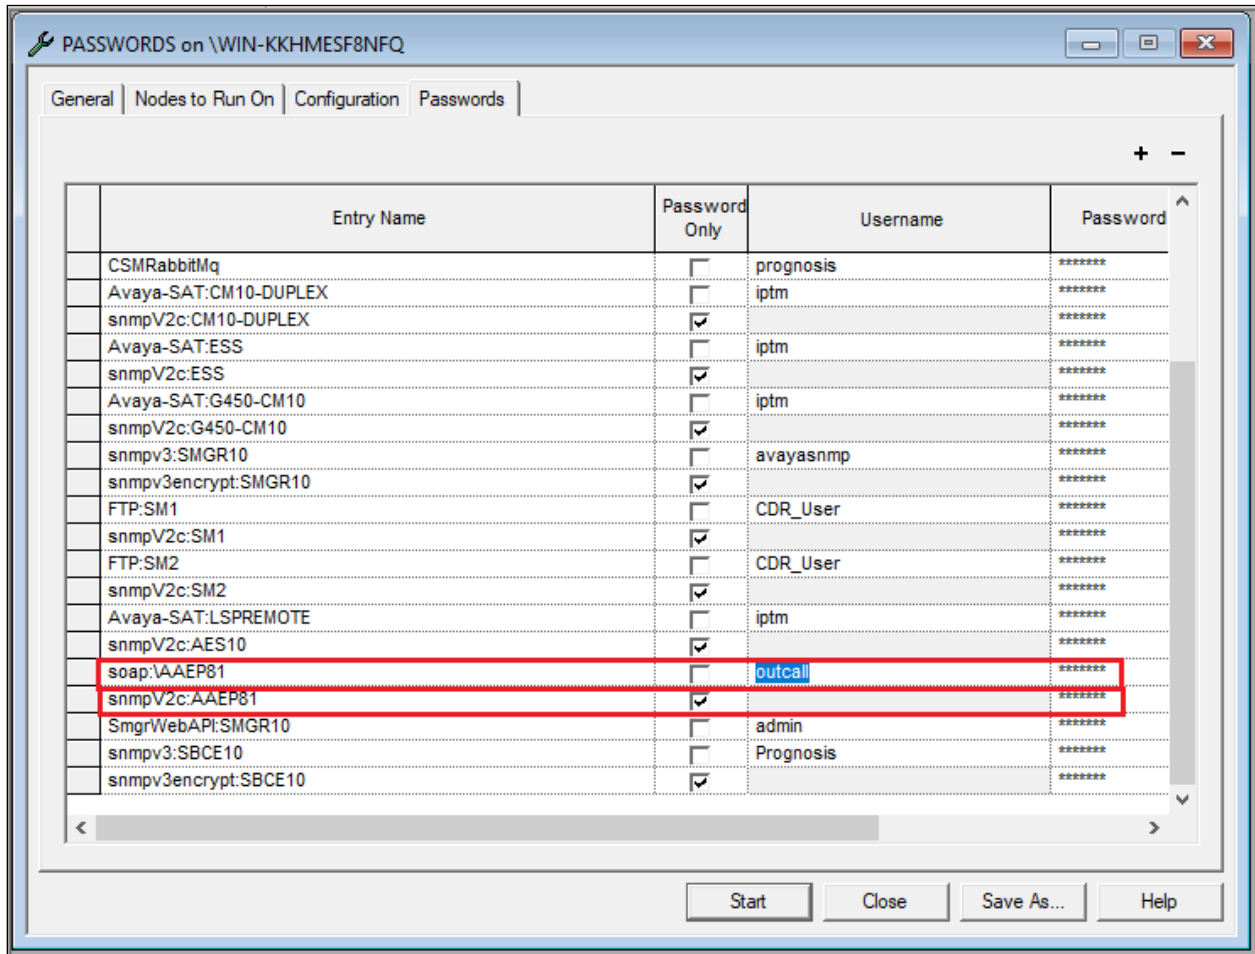 PASSWORDS on \WIN-KKHMESF8NFQ
General Nodes to Run On Configuration Passwords
+ −
Entry Name Password Only Username Password
CSMRabbitMq prognosis *******
Avaya-SAT:CM10-DUPLEX iptm *******
snmpV2c:CM10-DUPLEX *******
Avaya-SAT:ESS iptm *******
snmpV2c:ESS *******
Avaya-SAT:G450-CM10 iptm *******
snmpV2c:G450-CM10 *******
snmpv3:SMGR10 avayasnmp *******
snmpv3encrypt:SMGR10 *******
FTP:SM1 CDR_User *******
snmpV2c:SM1 *******
FTP:SM2 CDR_User *******
snmpV2c:SM2 *******
Avaya-SAT:LSPREMOTE iptm *******
snmpV2c:AES10 *******
soap:\AAEP81 outcall *******
snmpV2c:AAEP81 *******
SmgrWebAPI:SMGR10 admin *******
snmpv3:SBCE10 Prognosis *******
snmpv3encrypt:SBCE10 *******
Start Close Save As... Help